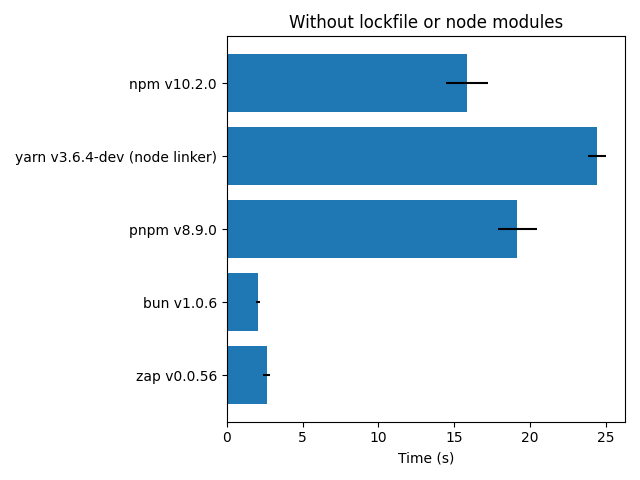 Without lockfile or node modules
npm v10.2.0
yarn v3.6.4-dev (node linker)
pnpm v8.9.0
bun v1.0.6
zap v0.0.56
0 5 10 15 20 25
Time (s)